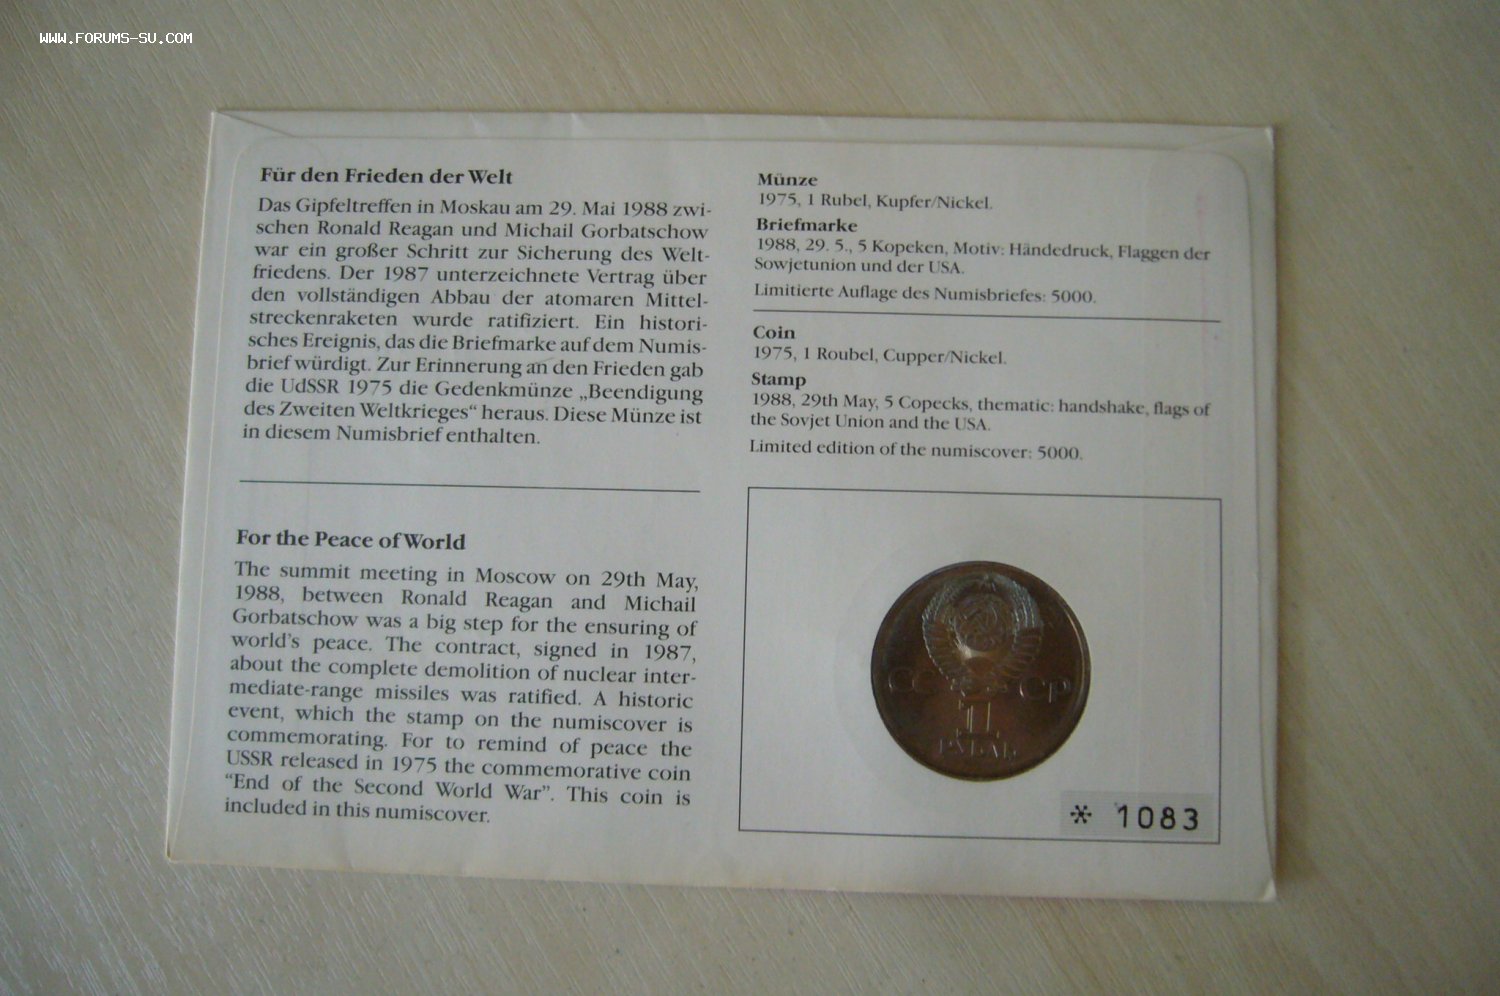 WWW.FORUMS-SU.COM
Für den Frieden der Welt
Das Gipfeltreffen in Moskau am 29. Mai 1988 zwi-
schen Ronald Reagan und Michail Gorbatschow
war ein großer Schritt zur Sicherung des Welt-
friedens. Der 1987 unterzeichnete Vertrag über
den vollständigen Abbau der atomaren Mittel-
streckenraketen wurde ratifiziert. Ein histori-
sches Ereignis, das die Briefmarke auf dem Numis-
brief würdigt. Zur Erinnerung an den Frieden gab
die UdSSR 1975 die Gedenkmünze „Beendigung
des Zweiten Weltkrieges“ heraus. Diese Münze ist
in diesem Numisbrief enthalten.
For the Peace of World
The summit meeting in Moscow on 29th May,
1988, between Ronald Reagan and Michail
Gorbatschow was a big step for the ensuring of
world's peace. The contract, signed in 1987,
about the complete demolition of nuclear inter-
mediate-range missiles was ratified. A historic
event, which the stamp on the numiscover is
commemorating. For to remind of peace the
USSR released in 1975 the commemorative coin
“End of the Second World War”. This coin is
included in this numiscover.
Münze
1975, 1 Rubel, Kupfer/Nickel.
Briefmarke
1988, 29. 5., 5 Kopeken, Motiv: Händedruck, Flaggen der
Sowjetunion und der USA.
Limitierte Auflage des Numisbriefes: 5000.
Coin
1975, 1 Roubel, Cupper/Nickel.
Stamp
1988, 29th May, 5 Copecks, thematic: handshake, flags of
the Sovjet Union and the USA.
Limited edition of the numiscover: 5000.
СС СР
1
РУБЛЬ
* 1083